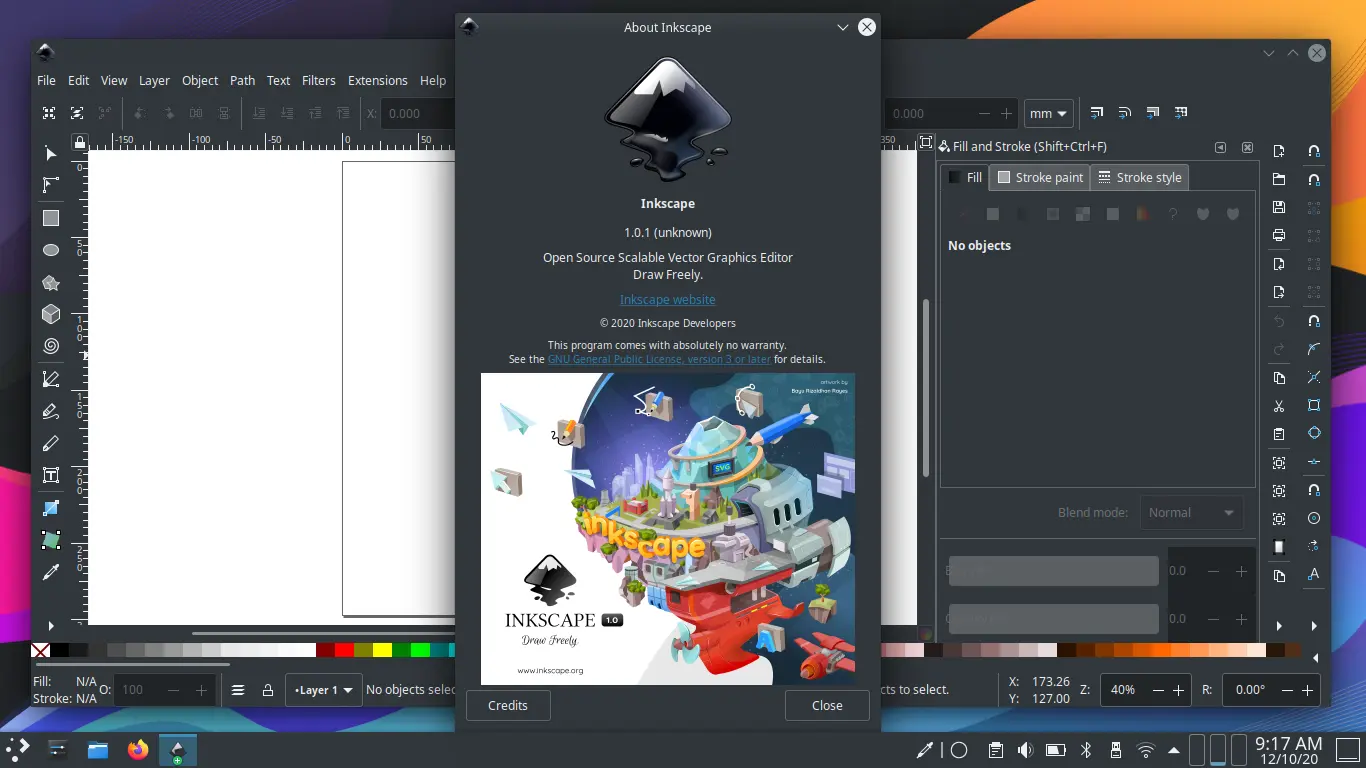 About Inkscape
File Edit View Layer Object Path Text Filters Extensions Help
X: 0.000
0.000
mm
-150 -100 -50 0 50
350
Fill and Stroke (Shift+Ctrl+F)
Fill Stroke paint Stroke style
No objects
Blend mode: Normal
0.0
0.0
0
50
100
150
200
250
Inkscape
1.0.1 (unknown)
Open Source Scalable Vector Graphics Editor
Draw Freely.
Inkscape website
© 2020 Inkscape Developers
This program comes with absolutely no warranty.
See the GNU General Public License, version 3 or later for details.
artwork by
Bayu Rizaldhan Rayes
SVG
inkscape
INKSCAPE 1.0
Draw Freely.
www.inkscape.org
A
Credits Close
Fill: N/A
Stroke: N/A
O: 100
•Layer 1
No objects selec
cts to select.
X: 173.26
Y: 127.00
Z: 40%
R: 0.00°
9:17 AM
12/10/20